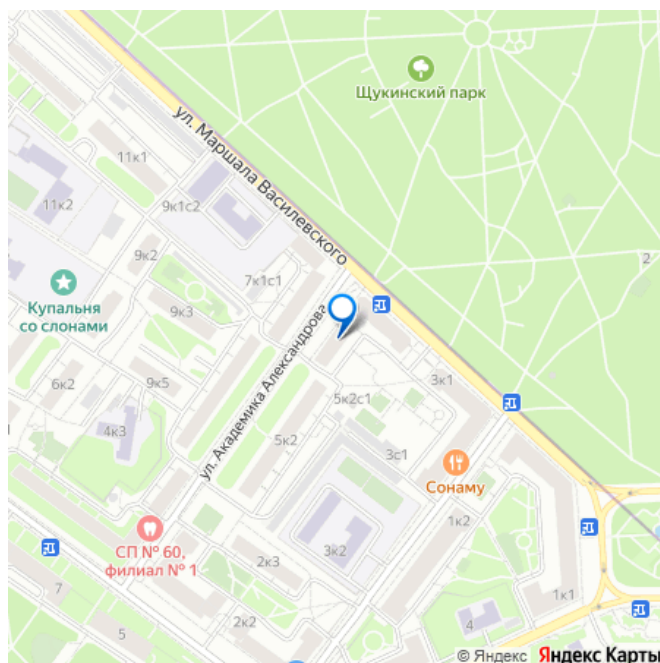 Щукинский парк
ул. Маршала Василевского
11к1
11к2
9к1с2
2
9к2
7к1с1
Купальня
со слонами
9к3
ул. Академика Александрова
6к2
9к5
3к1
5к2с1
4к3
5к2
3с1
Сонаму
СП № 60,
филиал № 1
1к2
2к3
3к2
7
1к1
5
4
© Яндекс Яндекс Карты